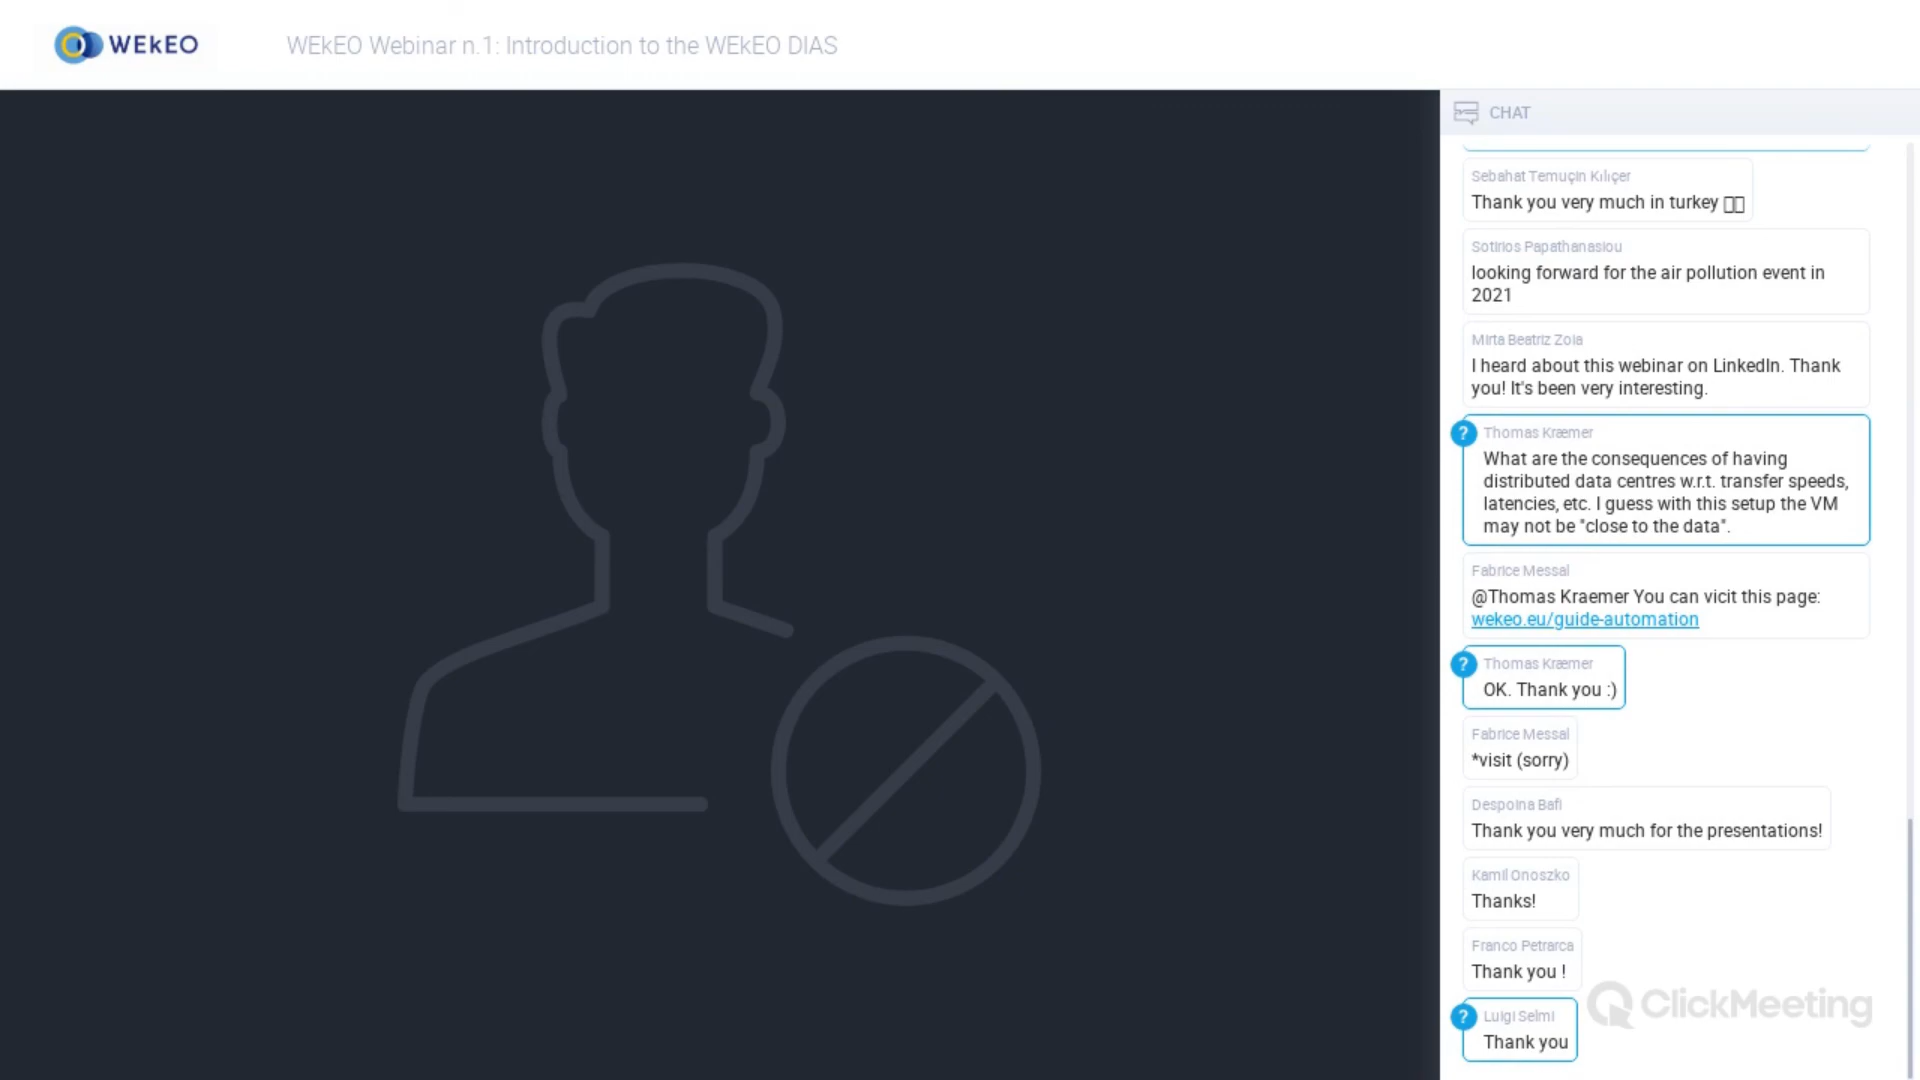 WEkEO
WEkEO Webinar n.1: Introduction to the WEkEO DIAS
CHAT
Sebahat Temuçin Kılıçer
Thank you very much in turkey
Sotirios Papathanasiou
looking forward for the air pollution event in
2021
Mirta Beatriz Zola
I heard about this webinar on LinkedIn. Thank
you! It's been very interesting.
? Thomas Kræmer
What are the consequences of having
distributed data centres w.r.t. transfer speeds,
latencies, etc. I guess with this setup the VM
may not be "close to the data".
Fabrice Messal
@Thomas Kraemer You can vicit this page:
wekeo.eu/guide-automation
? Thomas Kræmer
OK. Thank you :)
Fabrice Messal
*visit (sorry)
Despoina Bafi
Thank you very much for the presentations!
Kamil Onoszko
Thanks!
Franco Petrarca
Thank you !
? Luigi Selmi
Thank you
ClickMeeting